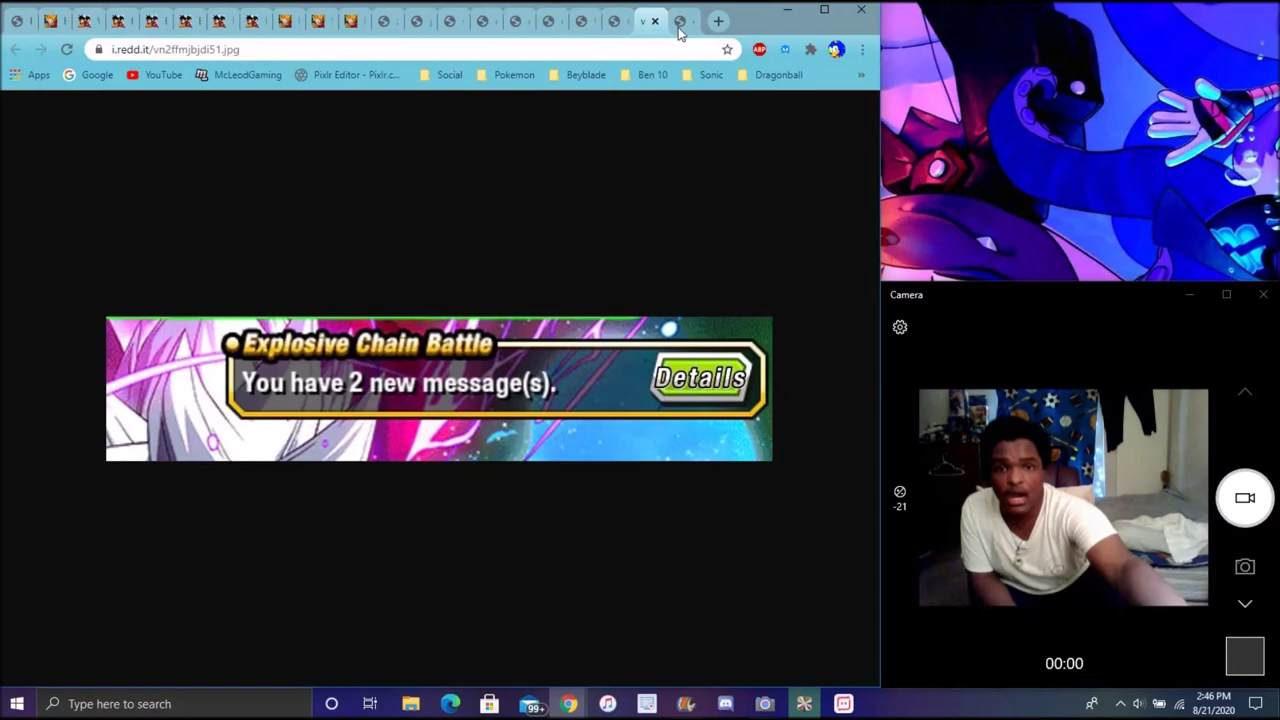 v
i.redd.it/vn2ffmjbjdi51.jpg
ABP
Apps Google YouTube McLeodGaming Pixlr Editor - Pixlr.c... Social Pokemon Beyblade Ben 10 Sonic Dragonball »
Explosive Chain Battle
You have 2 new message(s).
Details
Camera
-21
00:00
Type here to search
99+
2:46 PM
8/21/2020